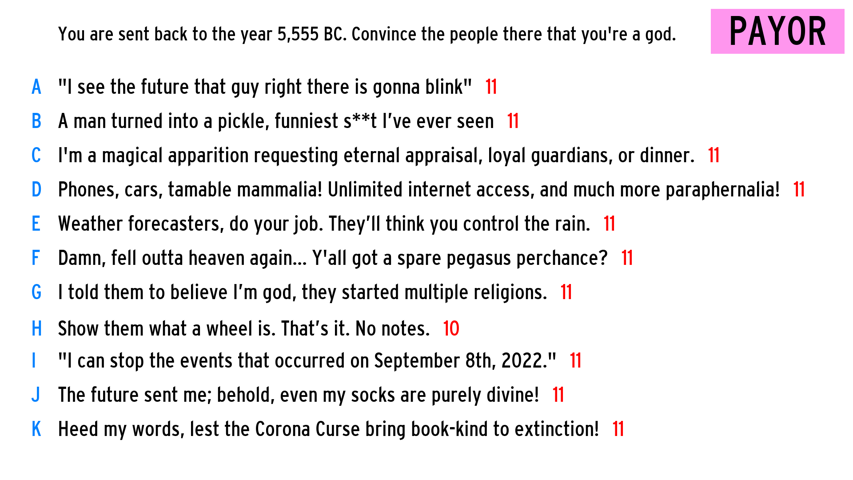 You are sent back to the year 5,555 BC. Convince the people there that you're a god.
PAYOR
A "I see the future that guy right there is gonna blink" 11
B A man turned into a pickle, funniest s**t I've ever seen 11
C I'm a magical apparition requesting eternal appraisal, loyal guardians, or dinner. 11
D Phones, cars, tamable mammalia! Unlimited internet access, and much more paraphernalia! 11
E Weather forecasters, do your job. They'll think you control the rain. 11
F Damn, fell outta heaven again... Y'all got a spare pegasus perchance? 11
G I told them to believe I'm god, they started multiple religions. 11
H Show them what a wheel is. That's it. No notes. 10
I "I can stop the events that occurred on September 8th, 2022." 11
J The future sent me; behold, even my socks are purely divine! 11
K Heed my words, lest the Corona Curse bring book-kind to extinction! 11